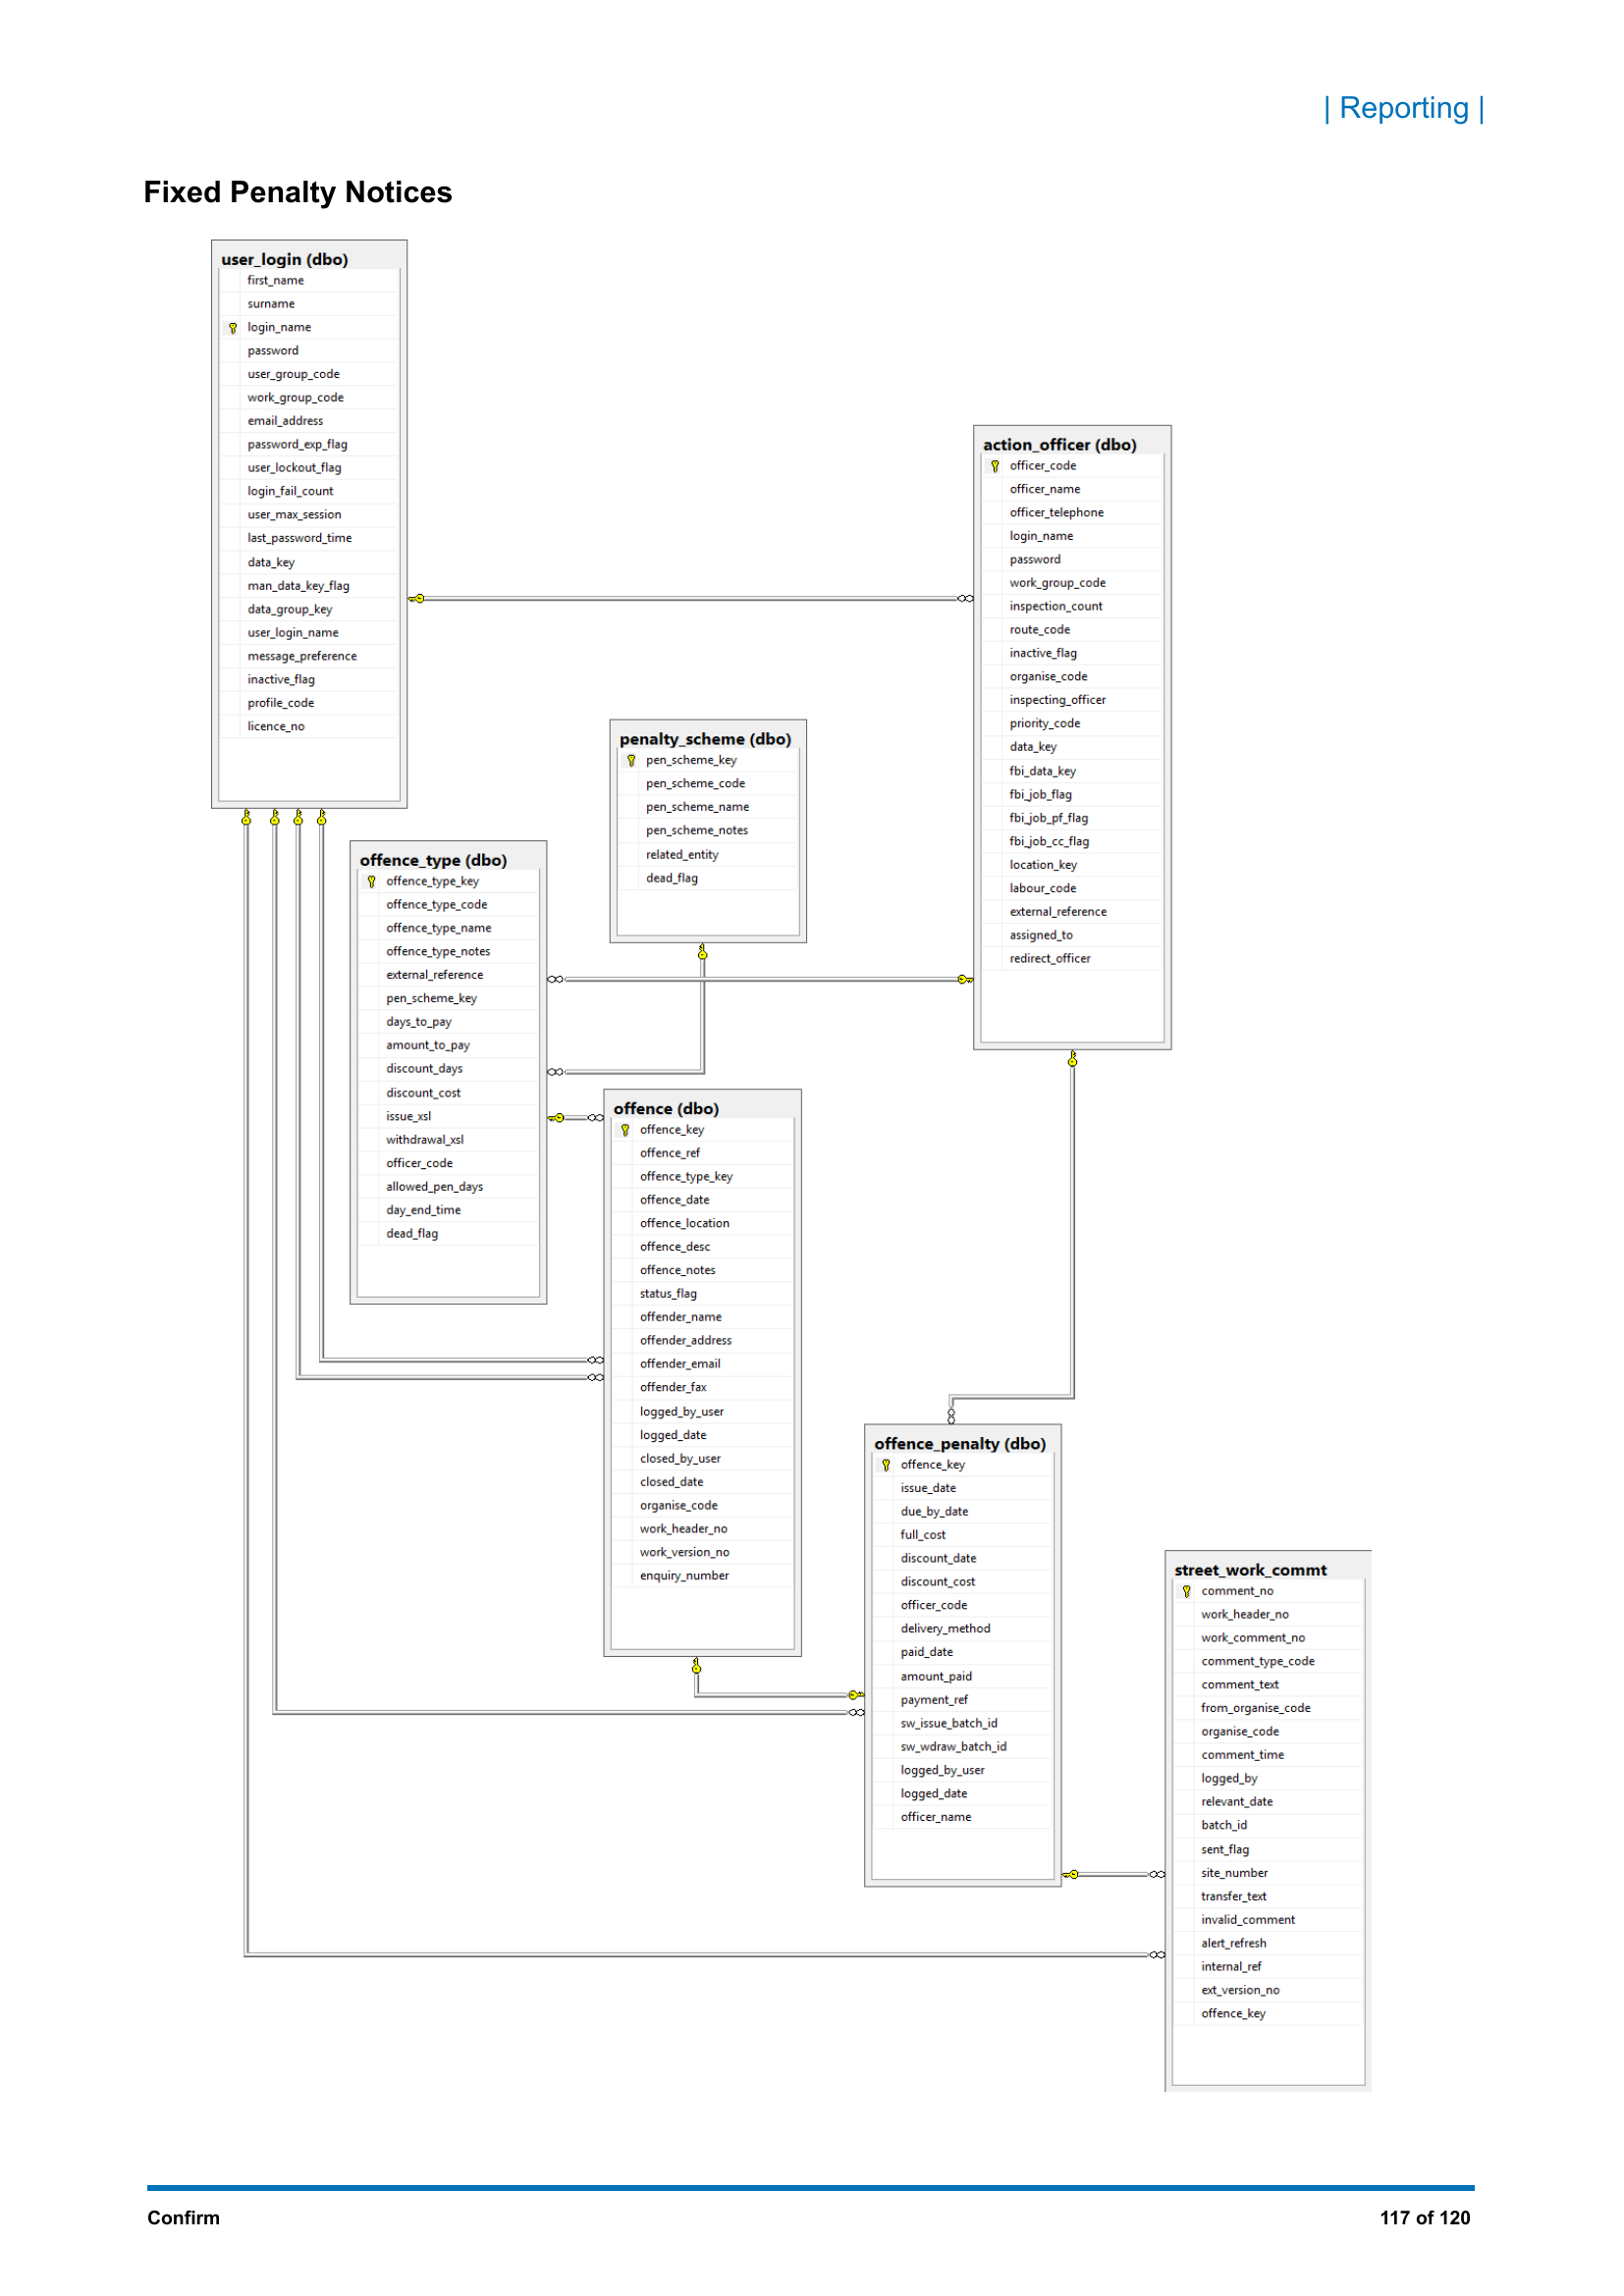 | Reporting |
Fixed Penalty Notices
user_login (dbo)
first_name
surname
login_name
password
user_group_code
work_group_code
email_address
password_exp_flag
user_lockout_flag
login_fail_count
user_max_session
last_password_time
data_key
man_data_key_flag
data_group_key
user_login_name
message_preference
inactive_flag
profile_code
licence_no
action_officer (dbo)
officer_code
officer_name
officer_telephone
login_name
password
work_group_code
inspection_count
route_code
inactive_flag
organise_code
inspecting_officer
priority_code
data_key
fbi_data_key
fbi_job_flag
fbi_job_pf_flag
fbi_job_cc_flag
location_key
labour_code
external_reference
assigned_to
redirect_officer
penalty_scheme (dbo)
pen_scheme_key
pen_scheme_code
pen_scheme_name
pen_scheme_notes
related_entity
dead_flag
offence_type (dbo)
offence_type_key
offence_type_code
offence_type_name
offence_type_notes
external_reference
pen_scheme_key
days_to_pay
amount_to_pay
discount_days
discount_cost
issue_xsl
withdrawal_xsl
officer_code
allowed_pen_days
day_end_time
dead_flag
offence (dbo)
offence_key
offence_ref
offence_type_key
offence_date
offence_location
offence_desc
offence_notes
status_flag
offender_name
offender_address
offender_email
offender_fax
logged_by_user
logged_date
closed_by_user
closed_date
organise_code
work_header_no
work_version_no
enquiry_number
offence_penalty (dbo)
offence_key
issue_date
due_by_date
full_cost
discount_date
discount_cost
officer_code
delivery_method
paid_date
amount_paid
payment_ref
sw_issue_batch_id
sw_wdraw_batch_id
logged_by_user
logged_date
officer_name
street_work_commt
comment_no
work_header_no
work_comment_no
comment_type_code
comment_text
from_organise_code
organise_code
comment_time
logged_by
relevant_date
batch_id
sent_flag
site_number
transfer_text
invalid_comment
alert_refresh
internal_ref
ext_version_no
offence_key
Confirm
117 of 120